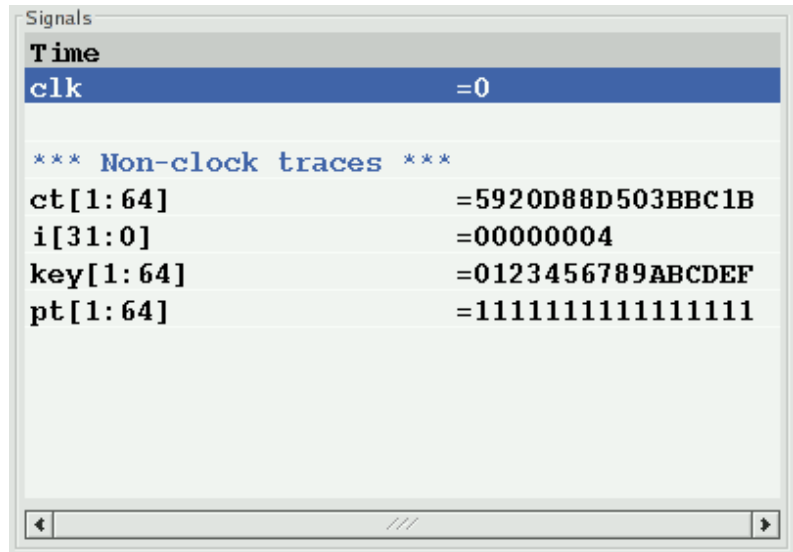 Signals
Time
clk =0
*** Non-clock traces ***
ct[1:64] =5920D88D503BBC1B
i[31:0] =00000004
key[1:64] =0123456789ABCDEF
pt[1:64] =1111111111111111